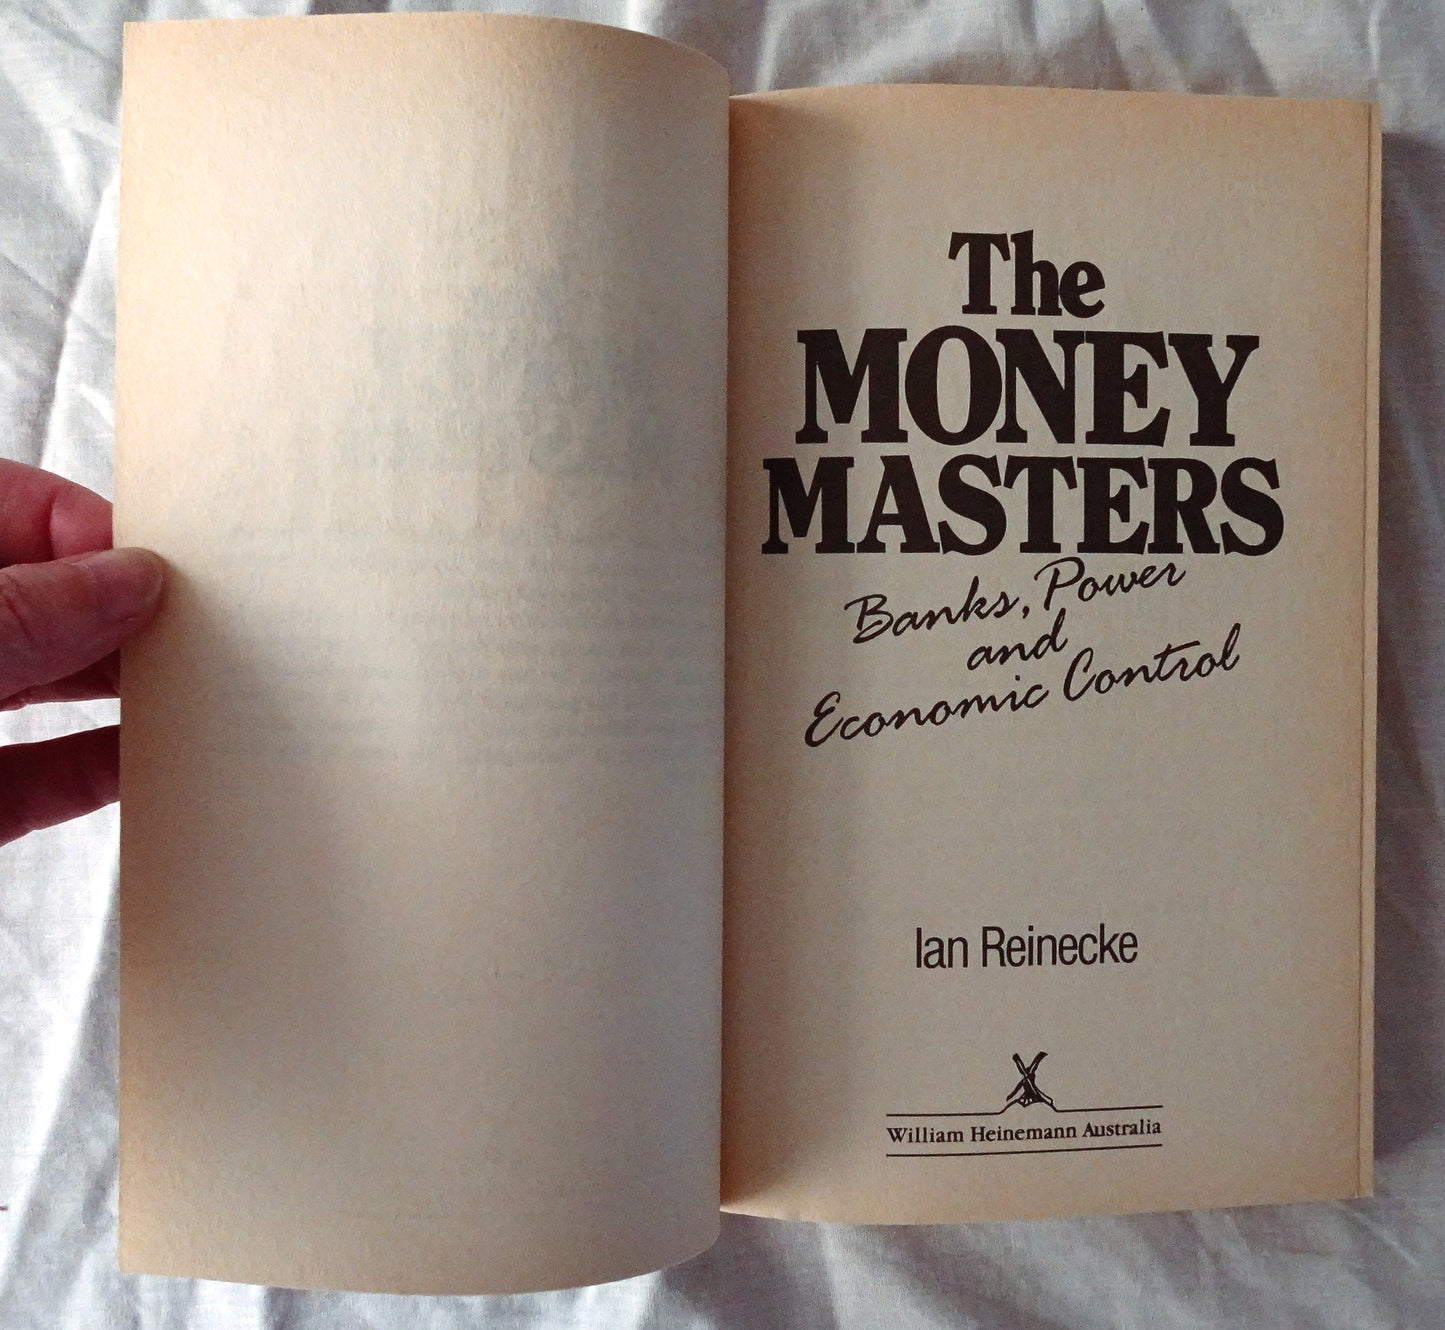 The
MONEY
MASTERS
Banks, Power
and
Economic Control
Ian Reinecke
William Heinemann Australia